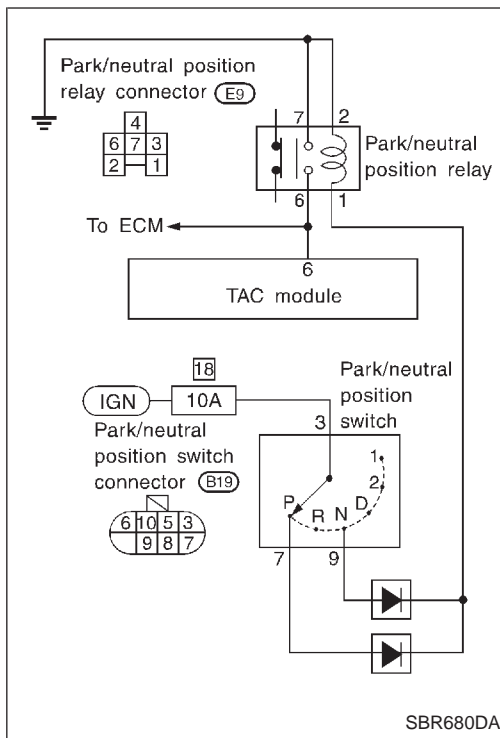 Park/neutral position
relay connector E9
4
6 7 3
2 1
7 2
Park/neutral
position relay
6 1
To ECM
6
TAC module
18
IGN 10A
Park/neutral
position switch
connector B19
6 10 5 3
9 8 7
Park/neutral
position
switch
3
1
2
P R N D
7 9
SBR680DA